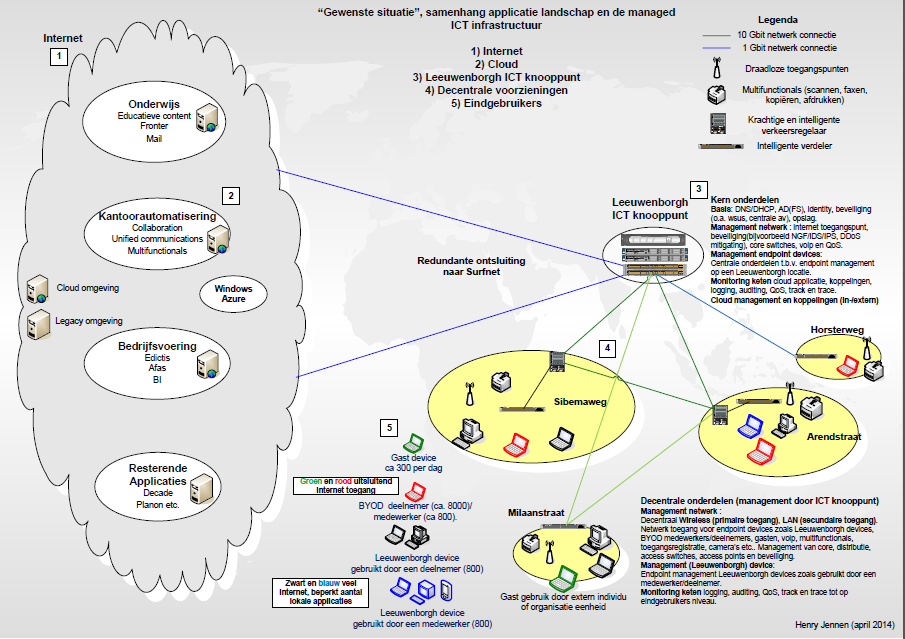 “Gewenste situatie”, samenhang applicatie landschap en de managed
ICT infrastructuur
1) Internet
2) Cloud
3) Leeuwenborgh ICT knooppunt
4) Decentrale voorzieningen
5) Eindgebruikers
Legenda
10 Gbit netwerk connectie
1 Gbit netwerk connectie
Draadloze toegangspunten
Multifunctionals (scannen, faxen,
kopiëren, afdrukken)
Krachtige en intelligente
verkeersregelaar
Intelligente verdeler
Internet
1
Onderwijs
Educatieve content
Fronter
Mail
2
Kantoorautomatisering
Collaboration
Unified communications
Multifunctionals
Cloud omgeving
Legacy omgeving
Windows
Azure
Bedrijfsvoering
Edictis
Afas
BI
Resterende
Applicaties
Decade
Planon etc.
Redundante ontsluiting
naar Surfnet
3
Leeuwenborgh
ICT knooppunt
Kern onderdelen
Basis: DNS/DHCP, AD(FS), identity, beveiliging
(o.a. wsus, centrale av), opslag.
Management netwerk : Internet toegangspunt,
beveiliging(bijvoorbeeld NGF/IDS/IPS, DDoS
mitigating), core switches, voip en QoS.
Management endpoint devices:
Centrale onderdelen t.b.v. endpoint management
op een Leeuwenborgh locatie.
Monitoring keten cloud applicatie, koppelingen,
logging, auditing, QoS, track en trace.
Cloud management en koppelingen (in-/extern)
Horsterweg
4
Sibemaweg
Arendstraat
5
Gast device
ca 300 per dag
Groen en rood uitsluitend
Internet toegang
BYOD deelnemer (ca. 8000)/
medewerker (ca 800).
Leeuwenborgh device
gebruikt door een deelnemer (800)
Zwart en blauw veel
Internet, beperkt aantal
lokale applicaties
Leeuwenborgh device
gebruikt door een medewerker (800)
Milaanstraat
Gast gebruik door extern individu
of organisatie eenheid
Decentrale onderdelen (management door ICT knooppunt)
Management netwerk :
Decentraal Wireless (primaire toegang), LAN (secundaire toegang).
Netwerk toegang voor endpoint devices zoals Leeuwenborgh devices,
BYOD medewerkers/deelnemers, gasten, voip, multifunctionals,
toegangsregistratie, camera's etc.. Management van core, distributie,
access switches, access points en beveiliging.
Management (Leeuwenborgh) device:
Endpoint management Leeuwenborgh devices zoals gebruikt door een
medewerker/deelnemer.
Monitoring keten logging, auditing, QoS, track en trace tot op
eindgebruikers niveau.
Henry Jennen (april 2014)